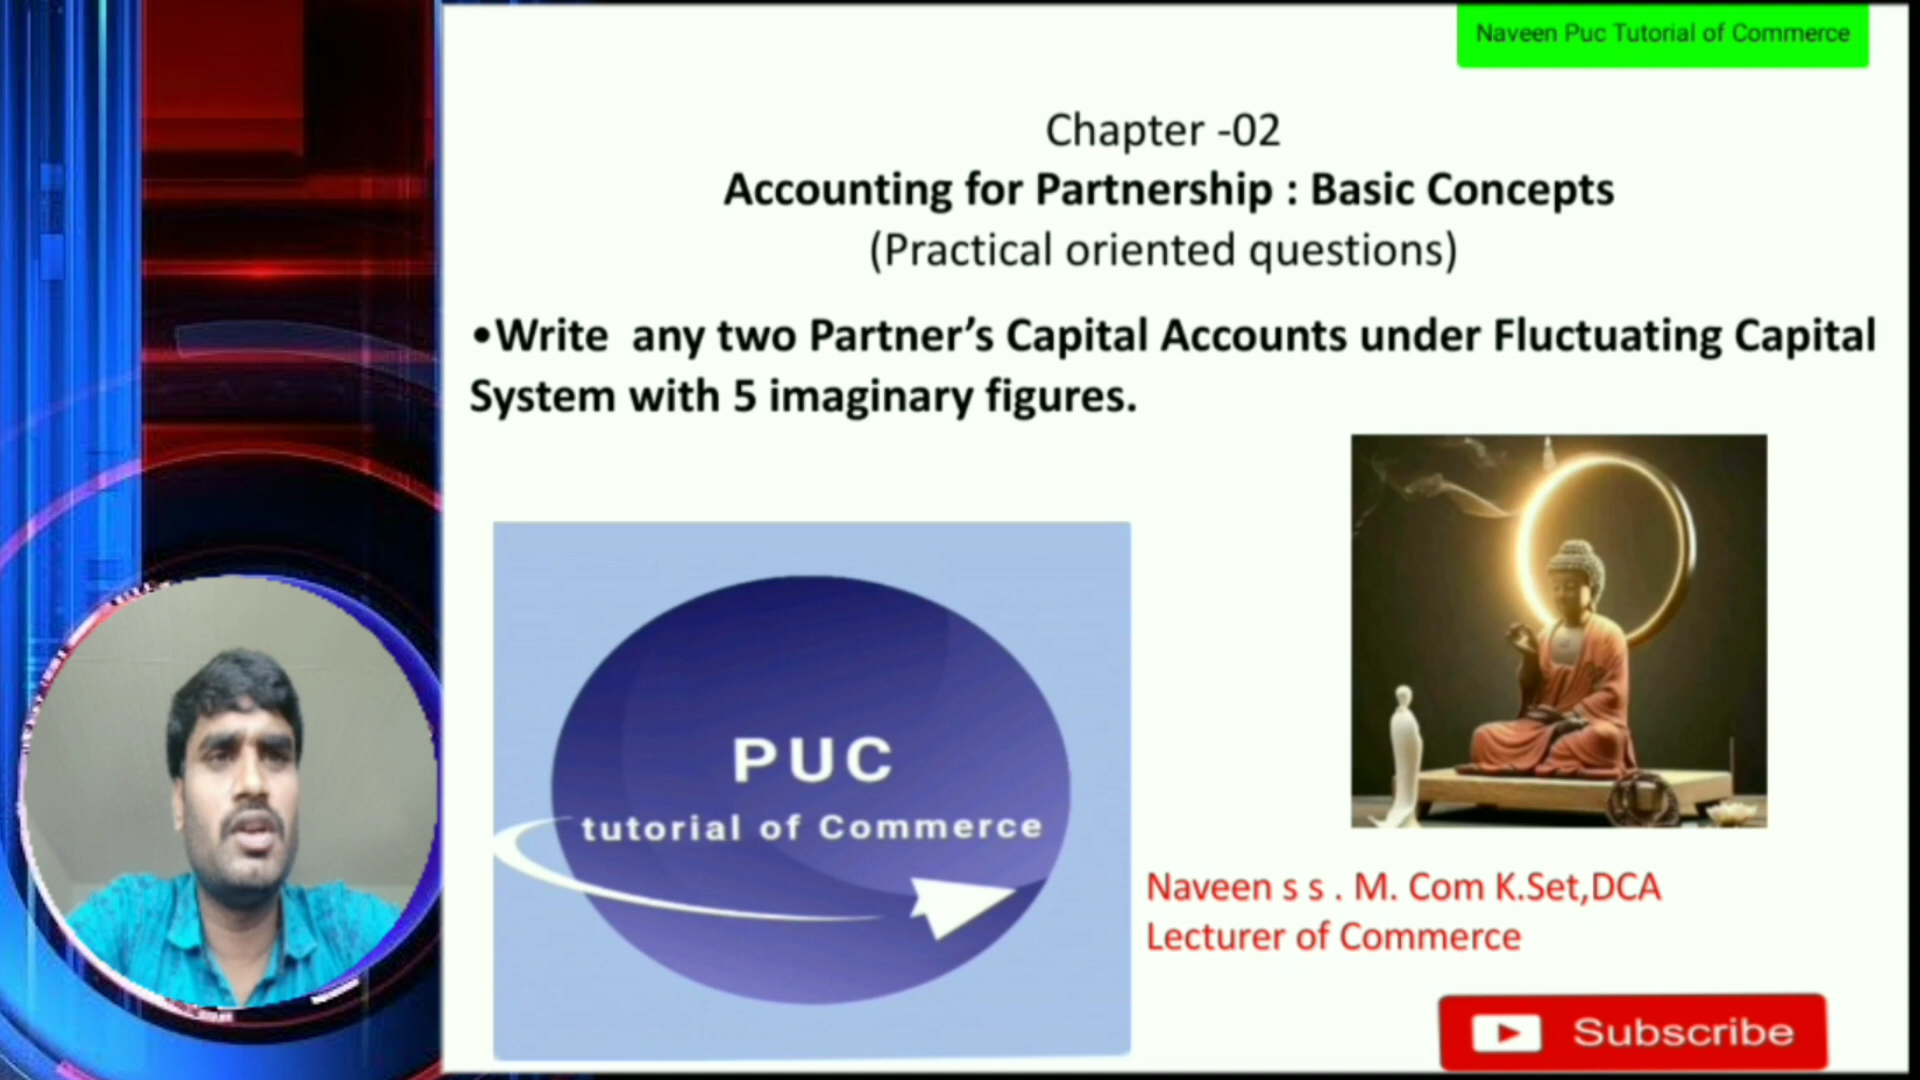 Naveen Puc Tutorial of Commerce
Chapter -02
Accounting for Partnership : Basic Concepts
(Practical oriented questions)
•Write any two Partner’s Capital Accounts under Fluctuating Capital
System with 5 imaginary figures.
PUC
tutorial of Commerce
Naveen s s . M. Com K.Set,DCA
Lecturer of Commerce
Subscribe